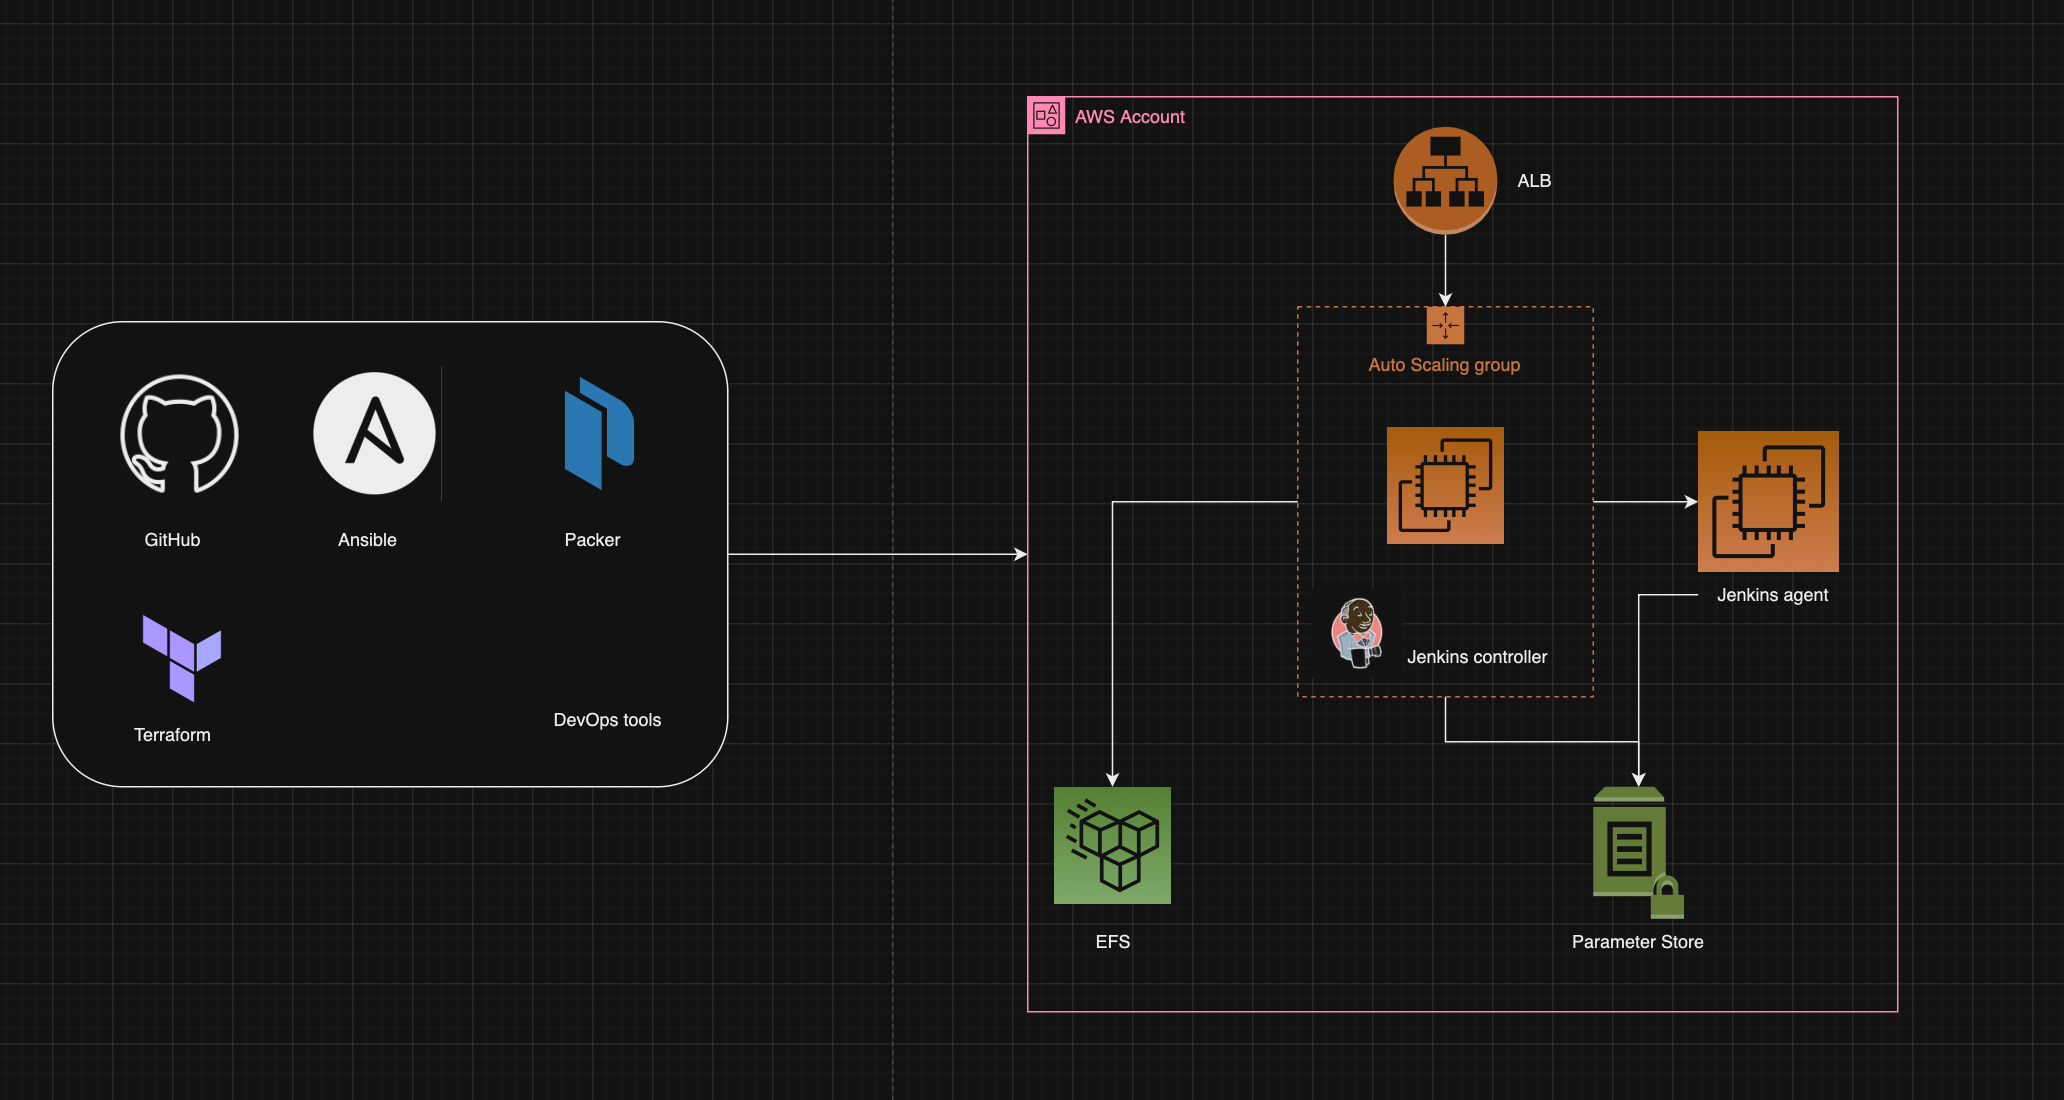 AWS Account
ALB
Auto Scaling group
GitHub
Ansible
Packer
Jenkins agent
Jenkins controller
Terraform
DevOps tools
EFS
Parameter Store